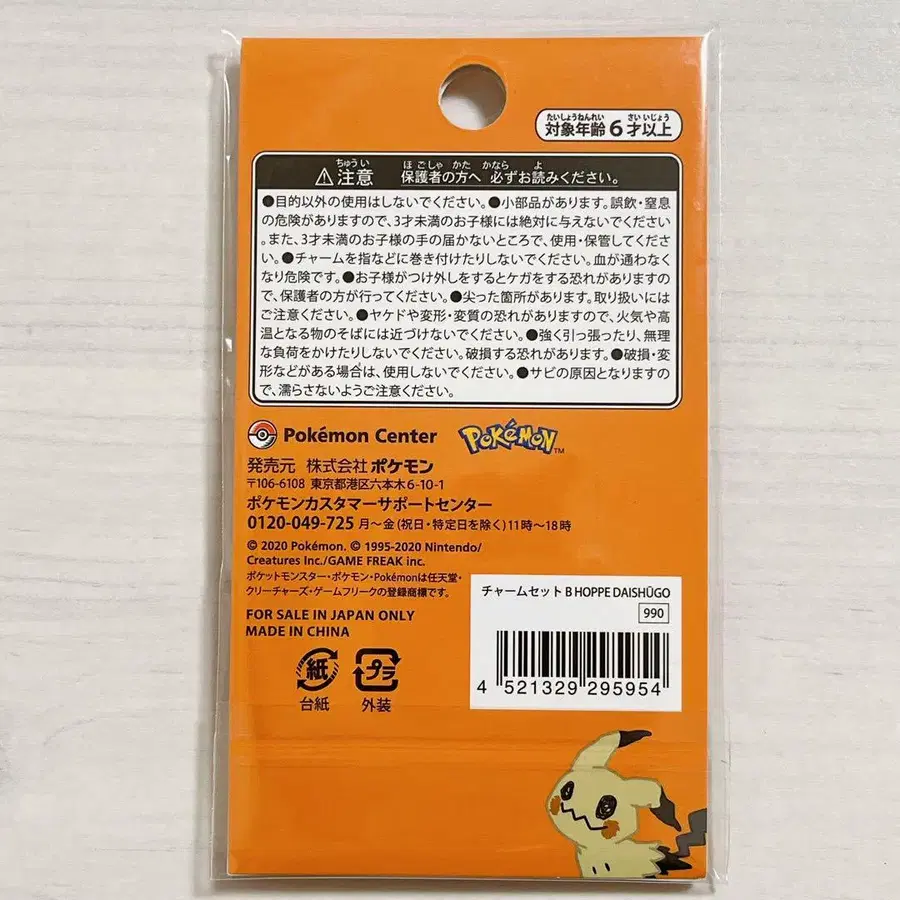 たいしょうねんれい さい いじょう
対象年齢6才以上
ちゅうい ほごしゃ かた かなら よ
⚠注意 保護者の方へ 必ずお読みください。
●目的以外の使用はしないでください。●小部品があります。誤飲・窒息
の危険がありますので、3才未満のお子様には絶対に与えないでください
。また、3才未満のお子様の手の届かないところで、使用・保管してくださ
い。●チャームを指などに巻き付けたりしないでください。血が通わなく
なり危険です。●お子様がつけ外しをするとケガをする恐れがありますの
で、保護者の方が行ってください。●尖った箇所があります。取り扱いには
ご注意ください。●ヤケドや変形・変質の恐れがありますので、火気や高
温となる物のそばには近づけないでください。●強く引っ張ったり、無理
な負荷をかけたりしないでください。破損する恐れがあります。●破損・変
形などがある場合は、使用しないでください。●サビの原因となりますの
で、濡らさないようご注意ください。
Pokémon Center POKÉMON™
発売元 株式会社ポケモン
〒106-6108 東京都港区六本木6-10-1
ポケモンカスタマーサポートセンター
0120-049-725 月～金(祝日・特定日を除く)11時～18時
© 2020 Pokémon. © 1995-2020 Nintendo/
Creatures Inc./GAME FREAK inc.
ポケットモンスター・ポケモン・Pokémonは任天堂・
クリーチャーズ・ゲームフリークの登録商標です。
FOR SALE IN JAPAN ONLY
MADE IN CHINA
チャームセット B HOPPE DAISHŪGO
990
4 521329 295954
紙 プラ
台紙 外装